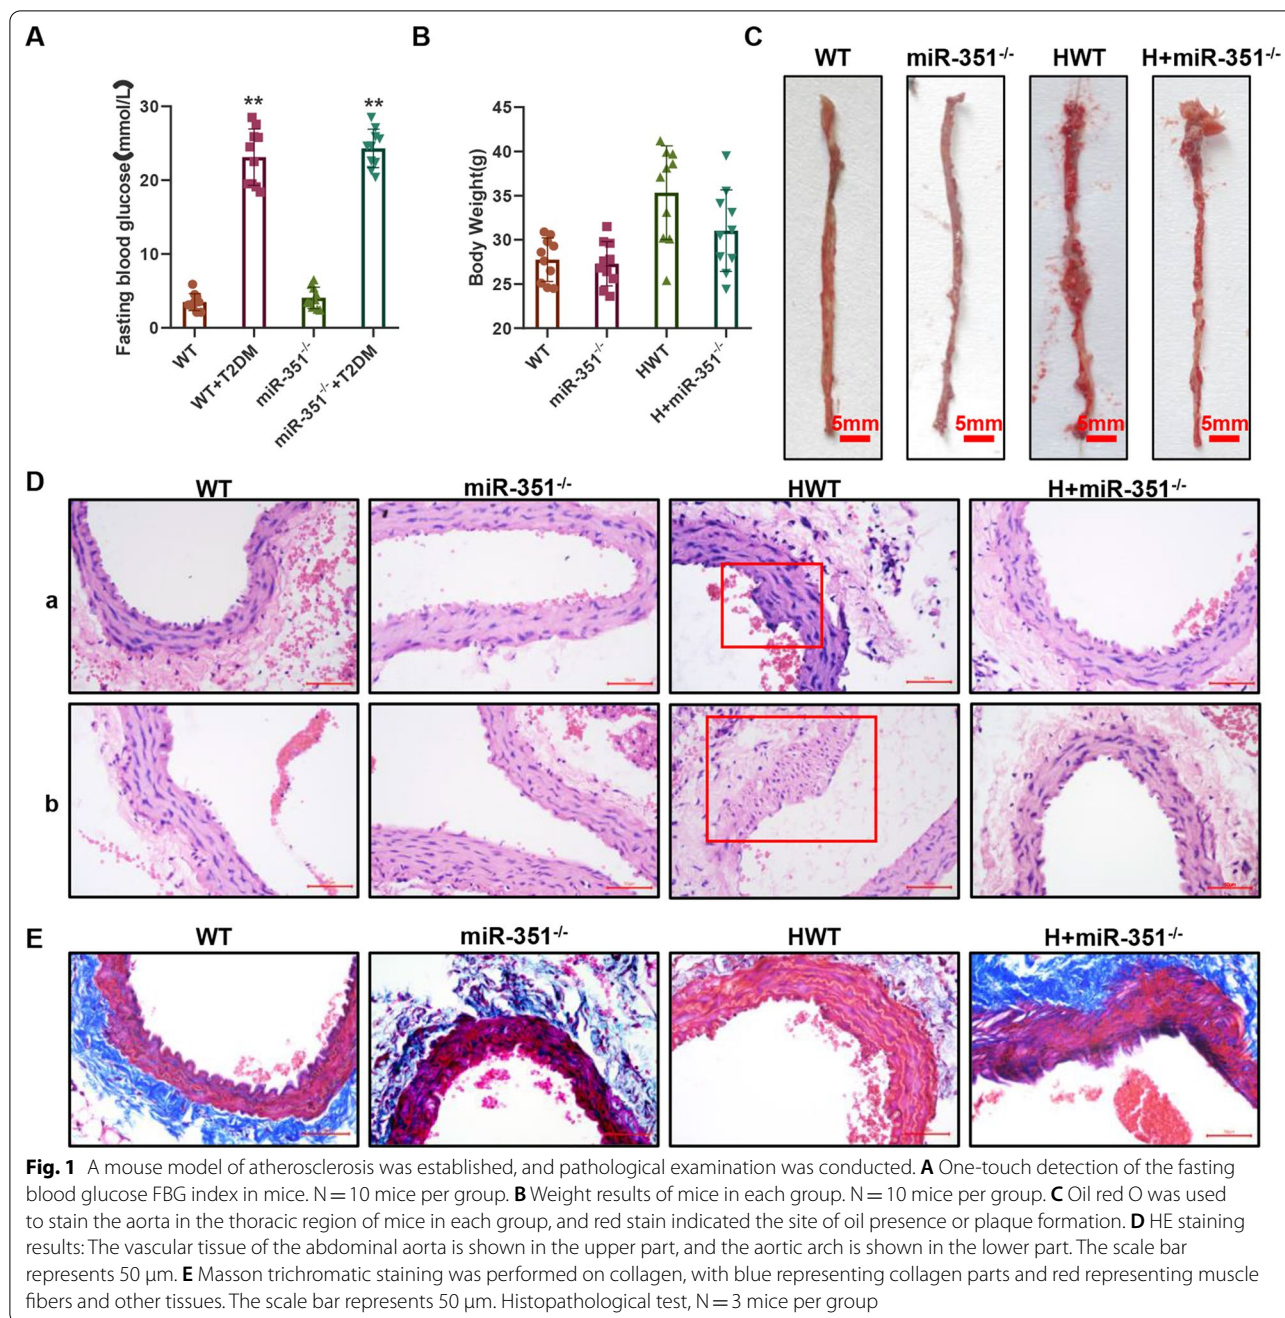 A
Fasting blood glucose(mmol/L)
30
20
10
0
**
**
WT
WT+T2DM
miR-351-/-
miR-351-/-+T2DM
B
Body Weight(g)
45
40
35
30
25
20
WT
miR-351-/-
HWT
H+miR-351-/-
C
WT miR-351-/- HWT H+miR-351-/-
5mm 5mm 5mm 5mm
D
WT miR-351-/- HWT H+miR-351-/-
a
b
E
WT miR-351-/- HWT H+miR-351-/-
Fig. 1 A mouse model of atherosclerosis was established, and pathological examination was conducted. A One-touch detection of the fasting
blood glucose FBG index in mice. N = 10 mice per group. B Weight results of mice in each group. N = 10 mice per group. C Oil red O was used
to stain the aorta in the thoracic region of mice in each group, and red stain indicated the site of oil presence or plaque formation. D HE staining
results: The vascular tissue of the abdominal aorta is shown in the upper part, and the aortic arch is shown in the lower part. The scale bar
represents 50 μm. E Masson trichromatic staining was performed on collagen, with blue representing collagen parts and red representing muscle
fibers and other tissues. The scale bar represents 50 μm. Histopathological test, N = 3 mice per group